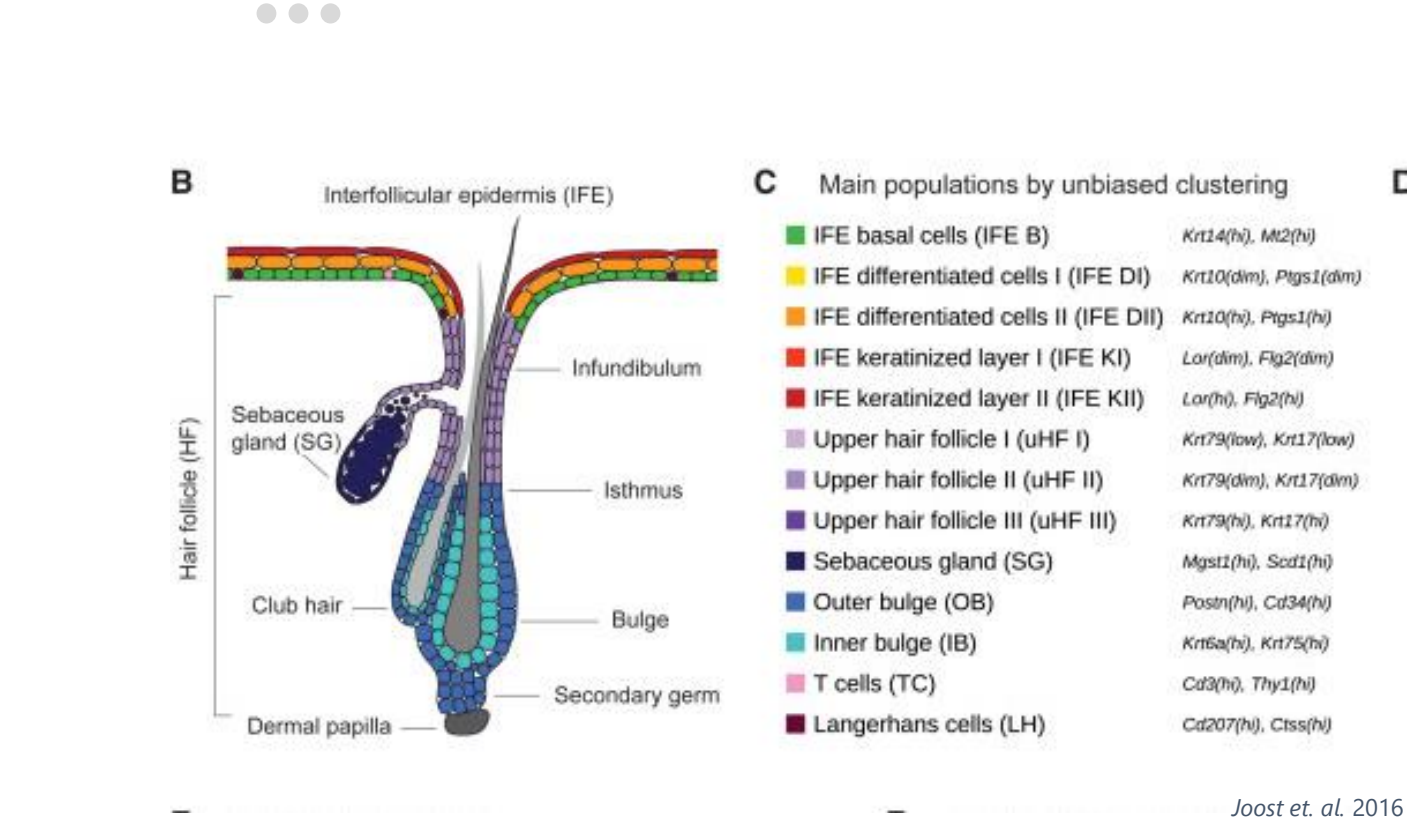 B
Interfollicular epidermis (IFE)
Hair follicle (HF)
Infundibulum
Sebaceous
gland (SG)
Isthmus
Club hair
Bulge
Secondary germ
Dermal papilla
C Main populations by unbiased clustering
IFE basal cells (IFE B) Krt14(hi), Mt2(hi)
IFE differentiated cells I (IFE DI) Krt10(dim), Ptgs1(dim)
IFE differentiated cells II (IFE DII) Krt10(hi), Ptgs1(hi)
IFE keratinized layer I (IFE KI) Lor(dim), Flg2(dim)
IFE keratinized layer II (IFE KII) Lor(hi), Flg2(hi)
Upper hair follicle I (uHF I) Krt79(low), Krt17(low)
Upper hair follicle II (uHF II) Krt79(dim), Krt17(dim)
Upper hair follicle III (uHF III) Krt79(hi), Krt17(hi)
Sebaceous gland (SG) Mgst1(hi), Scd1(hi)
Outer bulge (OB) Postn(hi), Cd34(hi)
Inner bulge (IB) Krt6a(hi), Krt75(hi)
T cells (TC) Cd3(hi), Thy1(hi)
Langerhans cells (LH) Cd207(hi), Ctss(hi)
D
Joost et. al. 2016